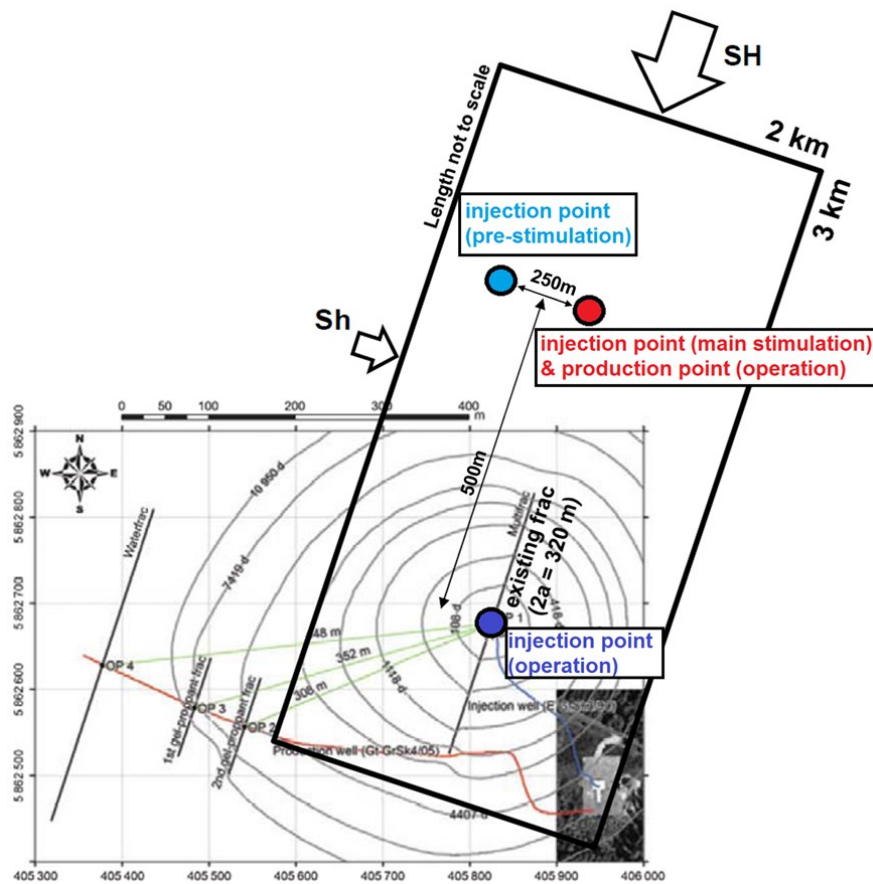 SH
Length not to scale
2 km
3 km
injection point
(pre-stimulation)
250m
Sh
injection point (main stimulation)
& production point (operation)
0 100 200 300 400
m
500m
N
W E
S
10 950 d
7419 d
Waterfrac
Multifrac
existing frac
(2a = 320 m)
108 d
418 d
1118 d
48 m
352 m
308 m
OP 4
OP 3
OP 2
injection point
(operation)
1st gel-proppant frac
2nd gel-proppant frac
Injection well
Production well (Gt GrSk4/05)
4407 d
5 862 900
5 862 800
5 862 700
5 862 600
5 862 500
405 300 405 400 405 500 405 600 405 700 405 800 405 900 406 000